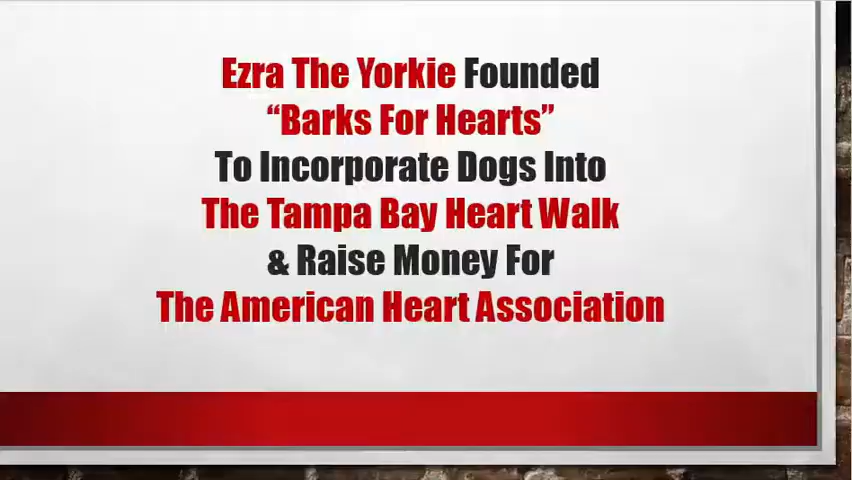 Ezra The Yorkie Founded
“Barks For Hearts”
To Incorporate Dogs Into
The Tampa Bay Heart Walk
& Raise Money For
The American Heart Association